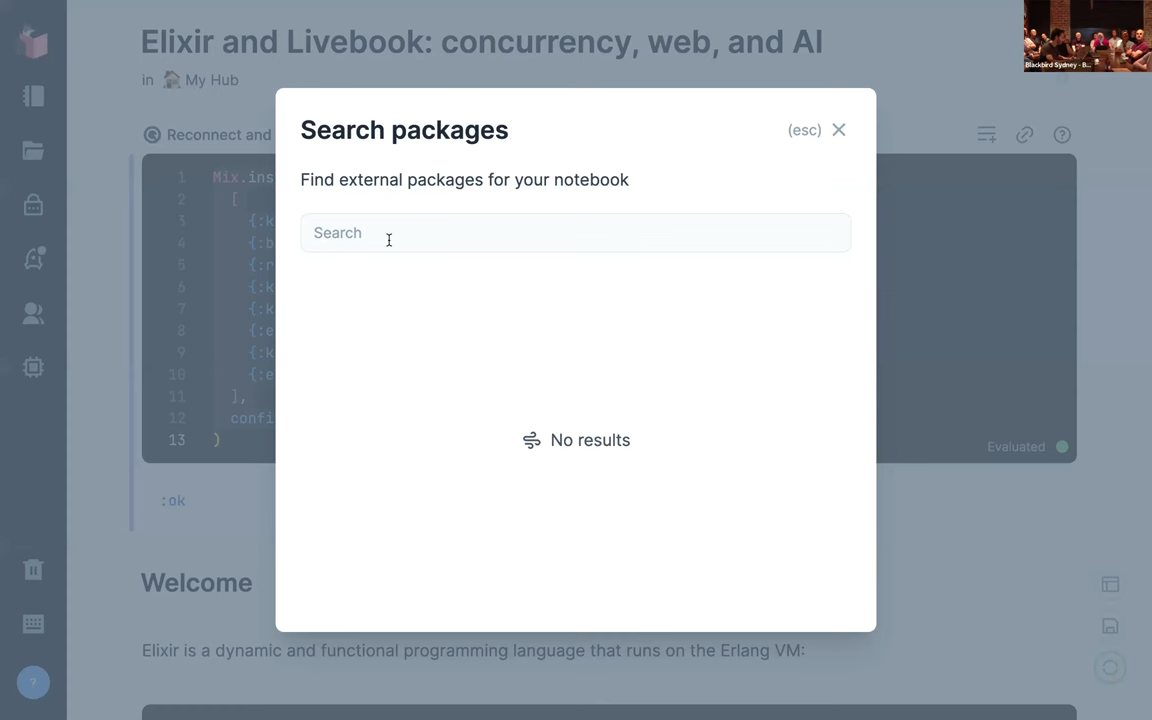 Elixir and Livebook: concurrency, web, and AI
in 🏠 My Hub
Blackbird Sydney - B...
Search packages
(esc)
Find external packages for your notebook
Search
No results
Reconnect and
1 Mix.ins
2 [
3 {:k
4 {:b
5 {:r
6 {:k
7 {:k
8 {:e
9 {:k
10 {:e
11 ],
12 confi
13 )
Evaluated
:ok
Welcome
Elixir is a dynamic and functional programming language that runs on the Erlang VM:
?